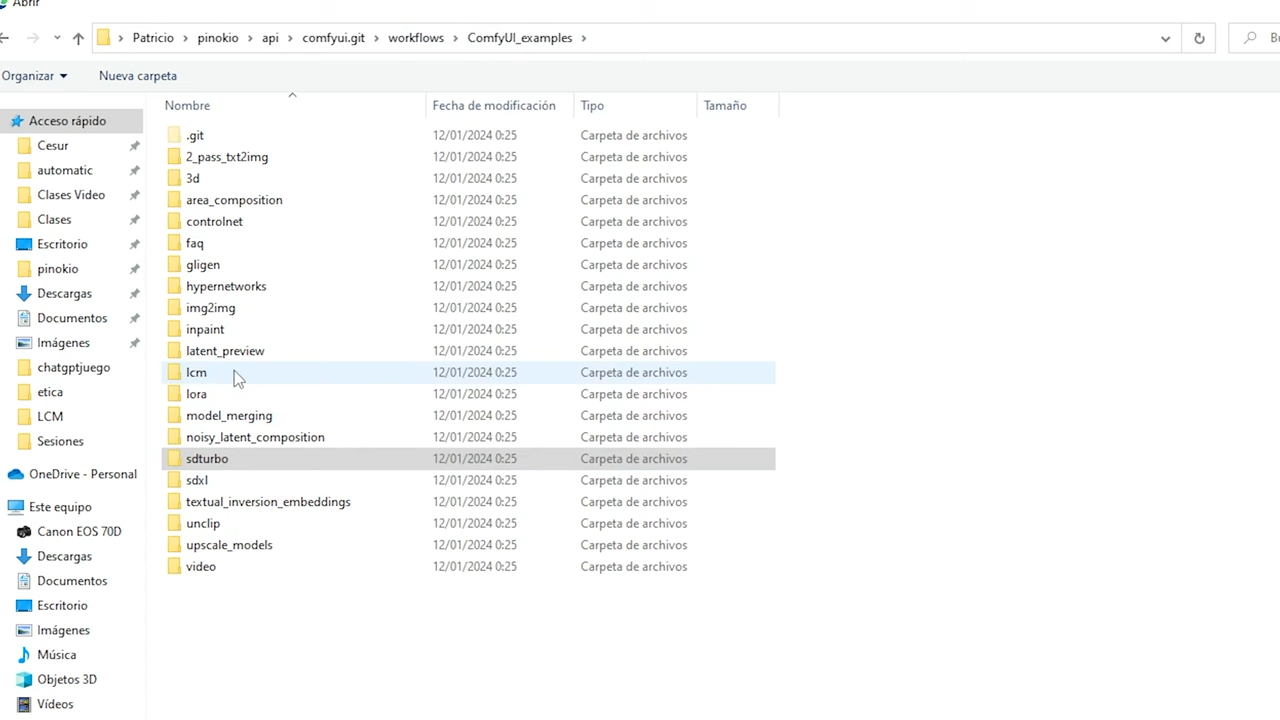 Abrir
Patricio > pinokio > api > comfyui.git > workflows > ComfyUI_examples >
Organizar Nueva carpeta
Nombre Fecha de modificación Tipo Tamaño
Acceso rápido
Cesur
automatic
Clases Video
Clases
Escritorio
pinokio
Descargas
Documentos
Imágenes
chatgptjuego
etica
LCM
Sesiones
OneDrive - Personal
Este equipo
Canon EOS 70D
Descargas
Documentos
Escritorio
Imágenes
Música
Objetos 3D
Vídeos
.git 12/01/2024 0:25 Carpeta de archivos
2_pass_txt2img 12/01/2024 0:25 Carpeta de archivos
3d 12/01/2024 0:25 Carpeta de archivos
area_composition 12/01/2024 0:25 Carpeta de archivos
controlnet 12/01/2024 0:25 Carpeta de archivos
faq 12/01/2024 0:25 Carpeta de archivos
gligen 12/01/2024 0:25 Carpeta de archivos
hypernetworks 12/01/2024 0:25 Carpeta de archivos
img2img 12/01/2024 0:25 Carpeta de archivos
inpaint 12/01/2024 0:25 Carpeta de archivos
latent_preview 12/01/2024 0:25 Carpeta de archivos
lcm 12/01/2024 0:25 Carpeta de archivos
lora 12/01/2024 0:25 Carpeta de archivos
model_merging 12/01/2024 0:25 Carpeta de archivos
noisy_latent_composition 12/01/2024 0:25 Carpeta de archivos
sdturbo 12/01/2024 0:25 Carpeta de archivos
sdxl 12/01/2024 0:25 Carpeta de archivos
textual_inversion_embeddings 12/01/2024 0:25 Carpeta de archivos
unclip 12/01/2024 0:25 Carpeta de archivos
upscale_models 12/01/2024 0:25 Carpeta de archivos
video 12/01/2024 0:25 Carpeta de archivos